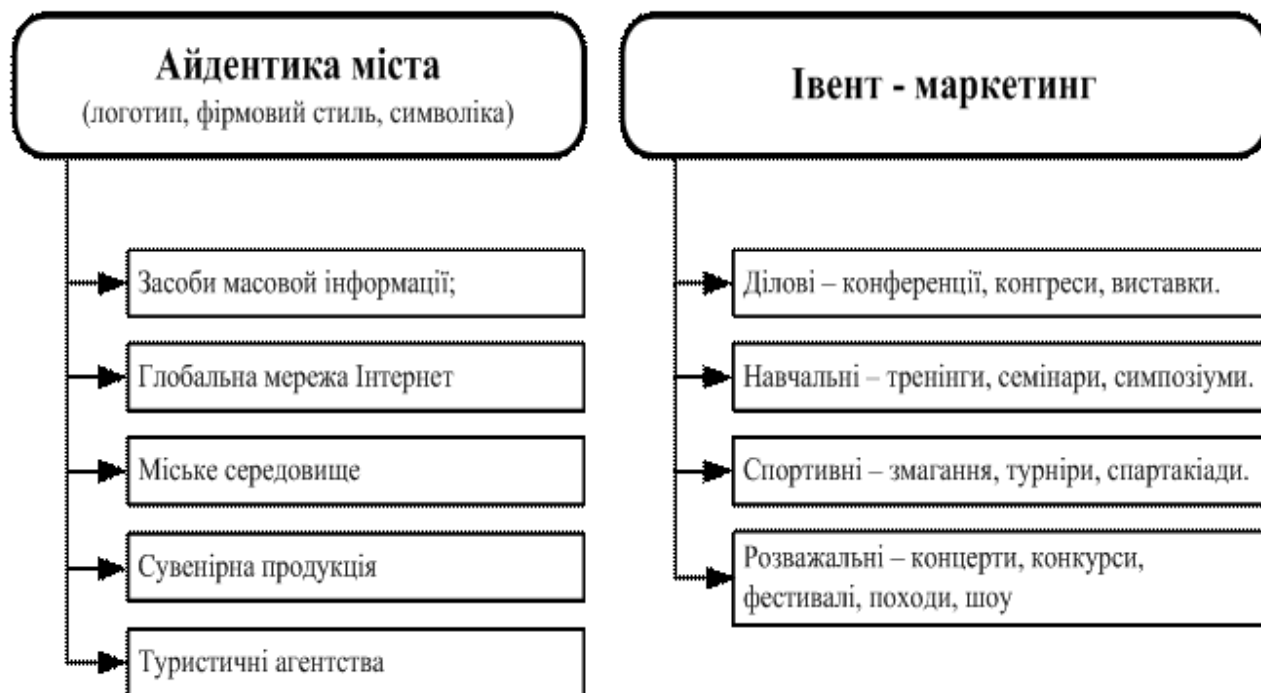 Айдентика міста
(логотип, фірмовий стиль, символіка)
Засоби масової інформації;
Глобальна мережа Інтернет
Міське середовище
Сувенірна продукція
Туристичні агентства
Івент - маркетинг
Ділові – конференції, конгреси, виставки.
Навчальні – тренінги, семінари, симпозіуми.
Спортивні – змагання, турніри, спартакіади.
Розважальні – концерти, конкурси,
фестивалі, походи, шоу